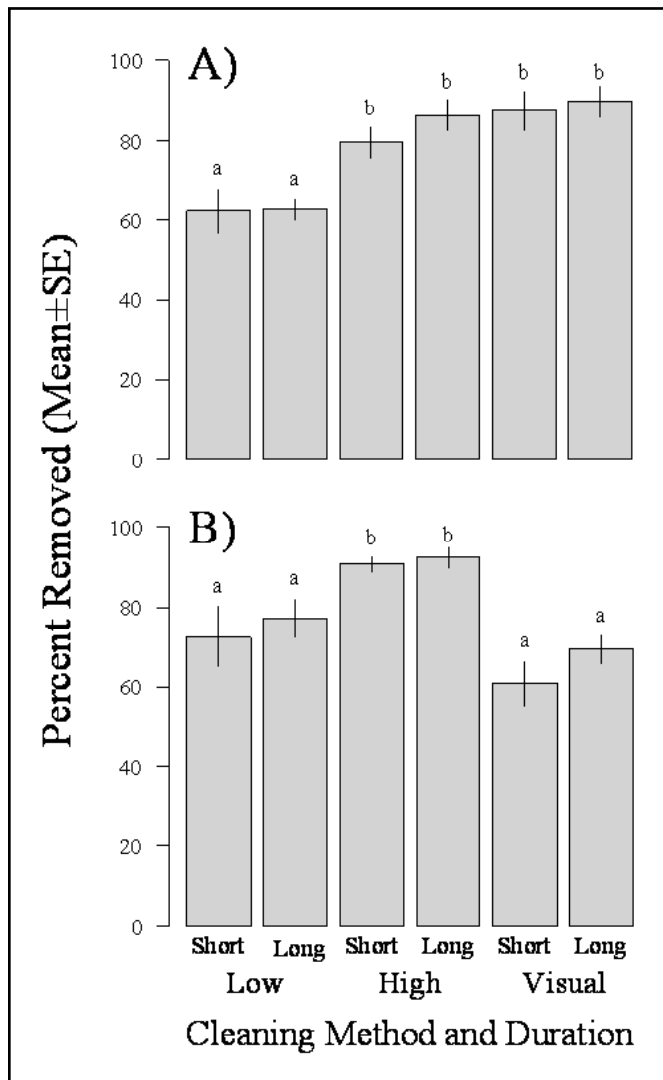 Percent Removed (Mean±SE)
A)
100
80
60
40
20
0
a
a
b
b
b
b
B)
100
80
60
40
20
0
a
a
b
b
a
a
Short Long Short Long Short Long
Low High Visual
Cleaning Method and Duration